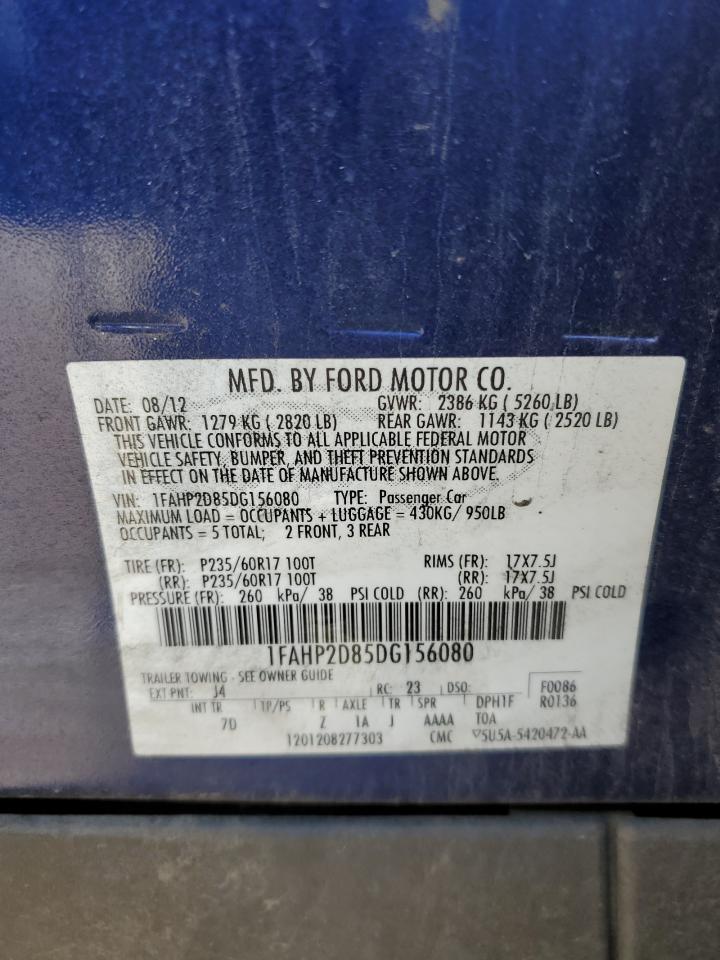 MFD. BY FORD MOTOR CO.
DATE: 08/12 GVWR: 2386 KG ( 5260 LB)
FRONT GAWR: 1279 KG ( 2820 LB) REAR GAWR: 1143 KG ( 2520 LB)
THIS VEHICLE CONFORMS TO ALL APPLICABLE FEDERAL MOTOR
VEHICLE SAFETY, BUMPER, AND THEFT PREVENTION STANDARDS
IN EFFECT ON THE DATE OF MANUFACTURE SHOWN ABOVE.
VIN: 1FAHP2D85DG156080 TYPE: Passenger Car
MAXIMUM LOAD = OCCUPANTS + LUGGAGE = 430KG/ 950LB
OCCUPANTS = 5 TOTAL; 2 FRONT, 3 REAR
TIRE (FR): P235/60R17 100T RIMS (FR): 17X7.5J
(RR): P235/60R17 100T (RR): 17X7.5J
PRESSURE (FR): 260 kPa/ 38 PSI COLD (RR): 260 kPa/ 38 PSI COLD
1FAHP2D85DG156080
TRAILER TOWING - SEE OWNER GUIDE
EXT PNT: J4 RC: 23 DSO: F0086
INT TR TP/PS R AXLE TR SPR DPH1F R0136
7D Z 1A J AAAA TOA
1201208277303 CMC ▽5U5A-5420472-AA